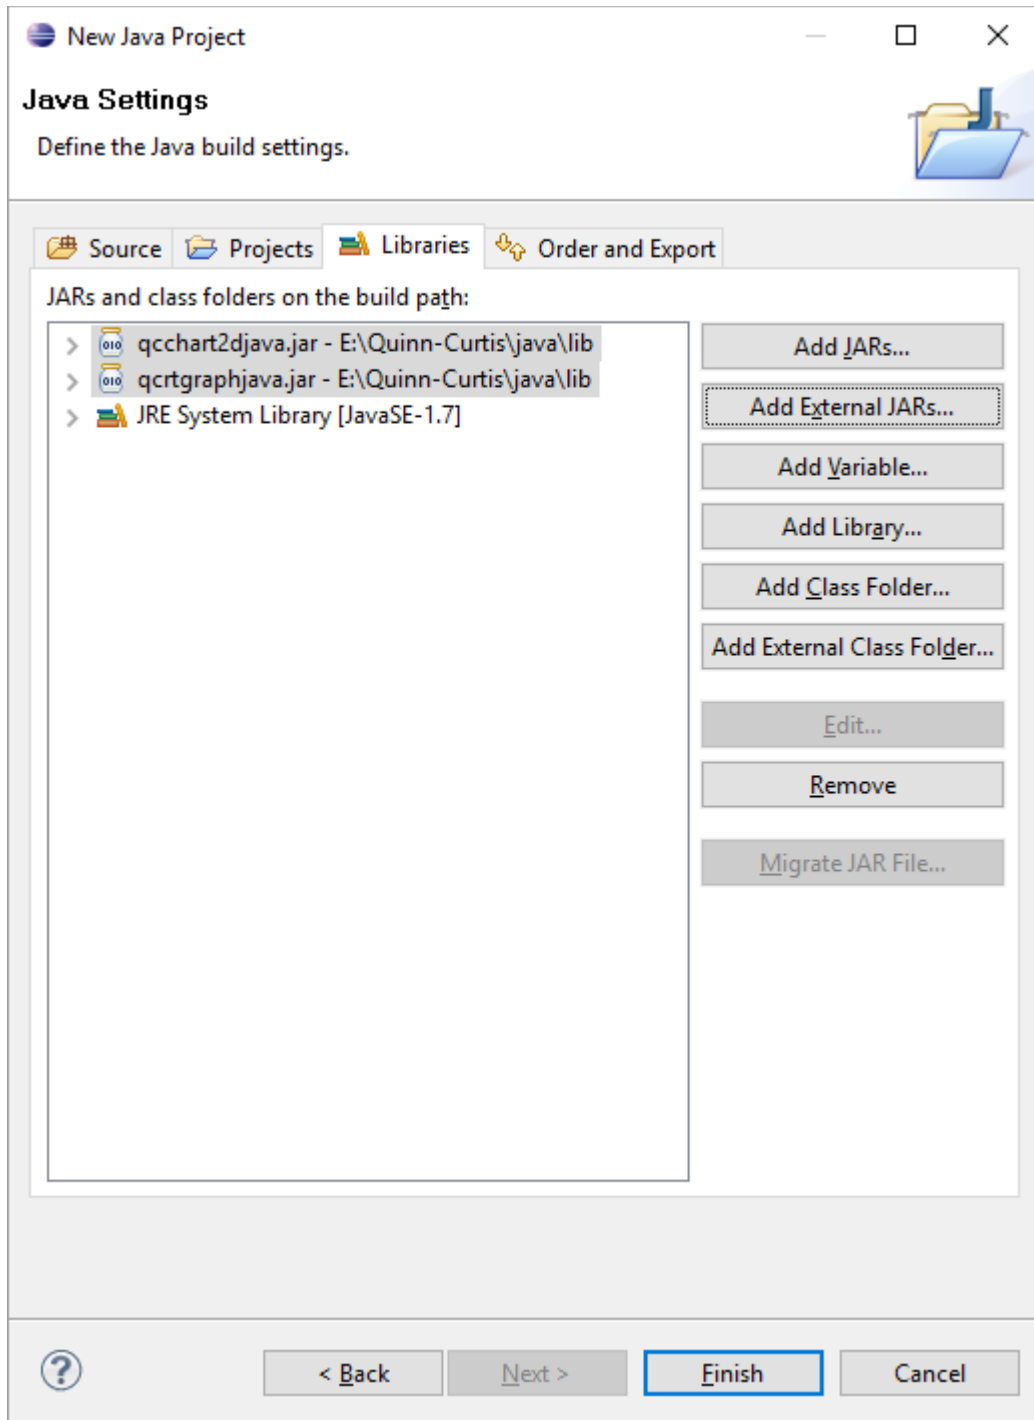 New Java Project
Java Settings
Define the Java build settings.
Source Projects Libraries Order and Export
JARs and class folders on the build path:
qcchart2djava.jar - E:\Quinn-Curtis\java\lib
qcrtgraphjava.jar - E:\Quinn-Curtis\java\lib
JRE System Library [JavaSE-1.7]
Add JARs...
Add External JARs...
Add Variable...
Add Library...
Add Class Folder...
Add External Class Folder...
Edit...
Remove
Migrate JAR File...
? < Back Next > Finish Cancel